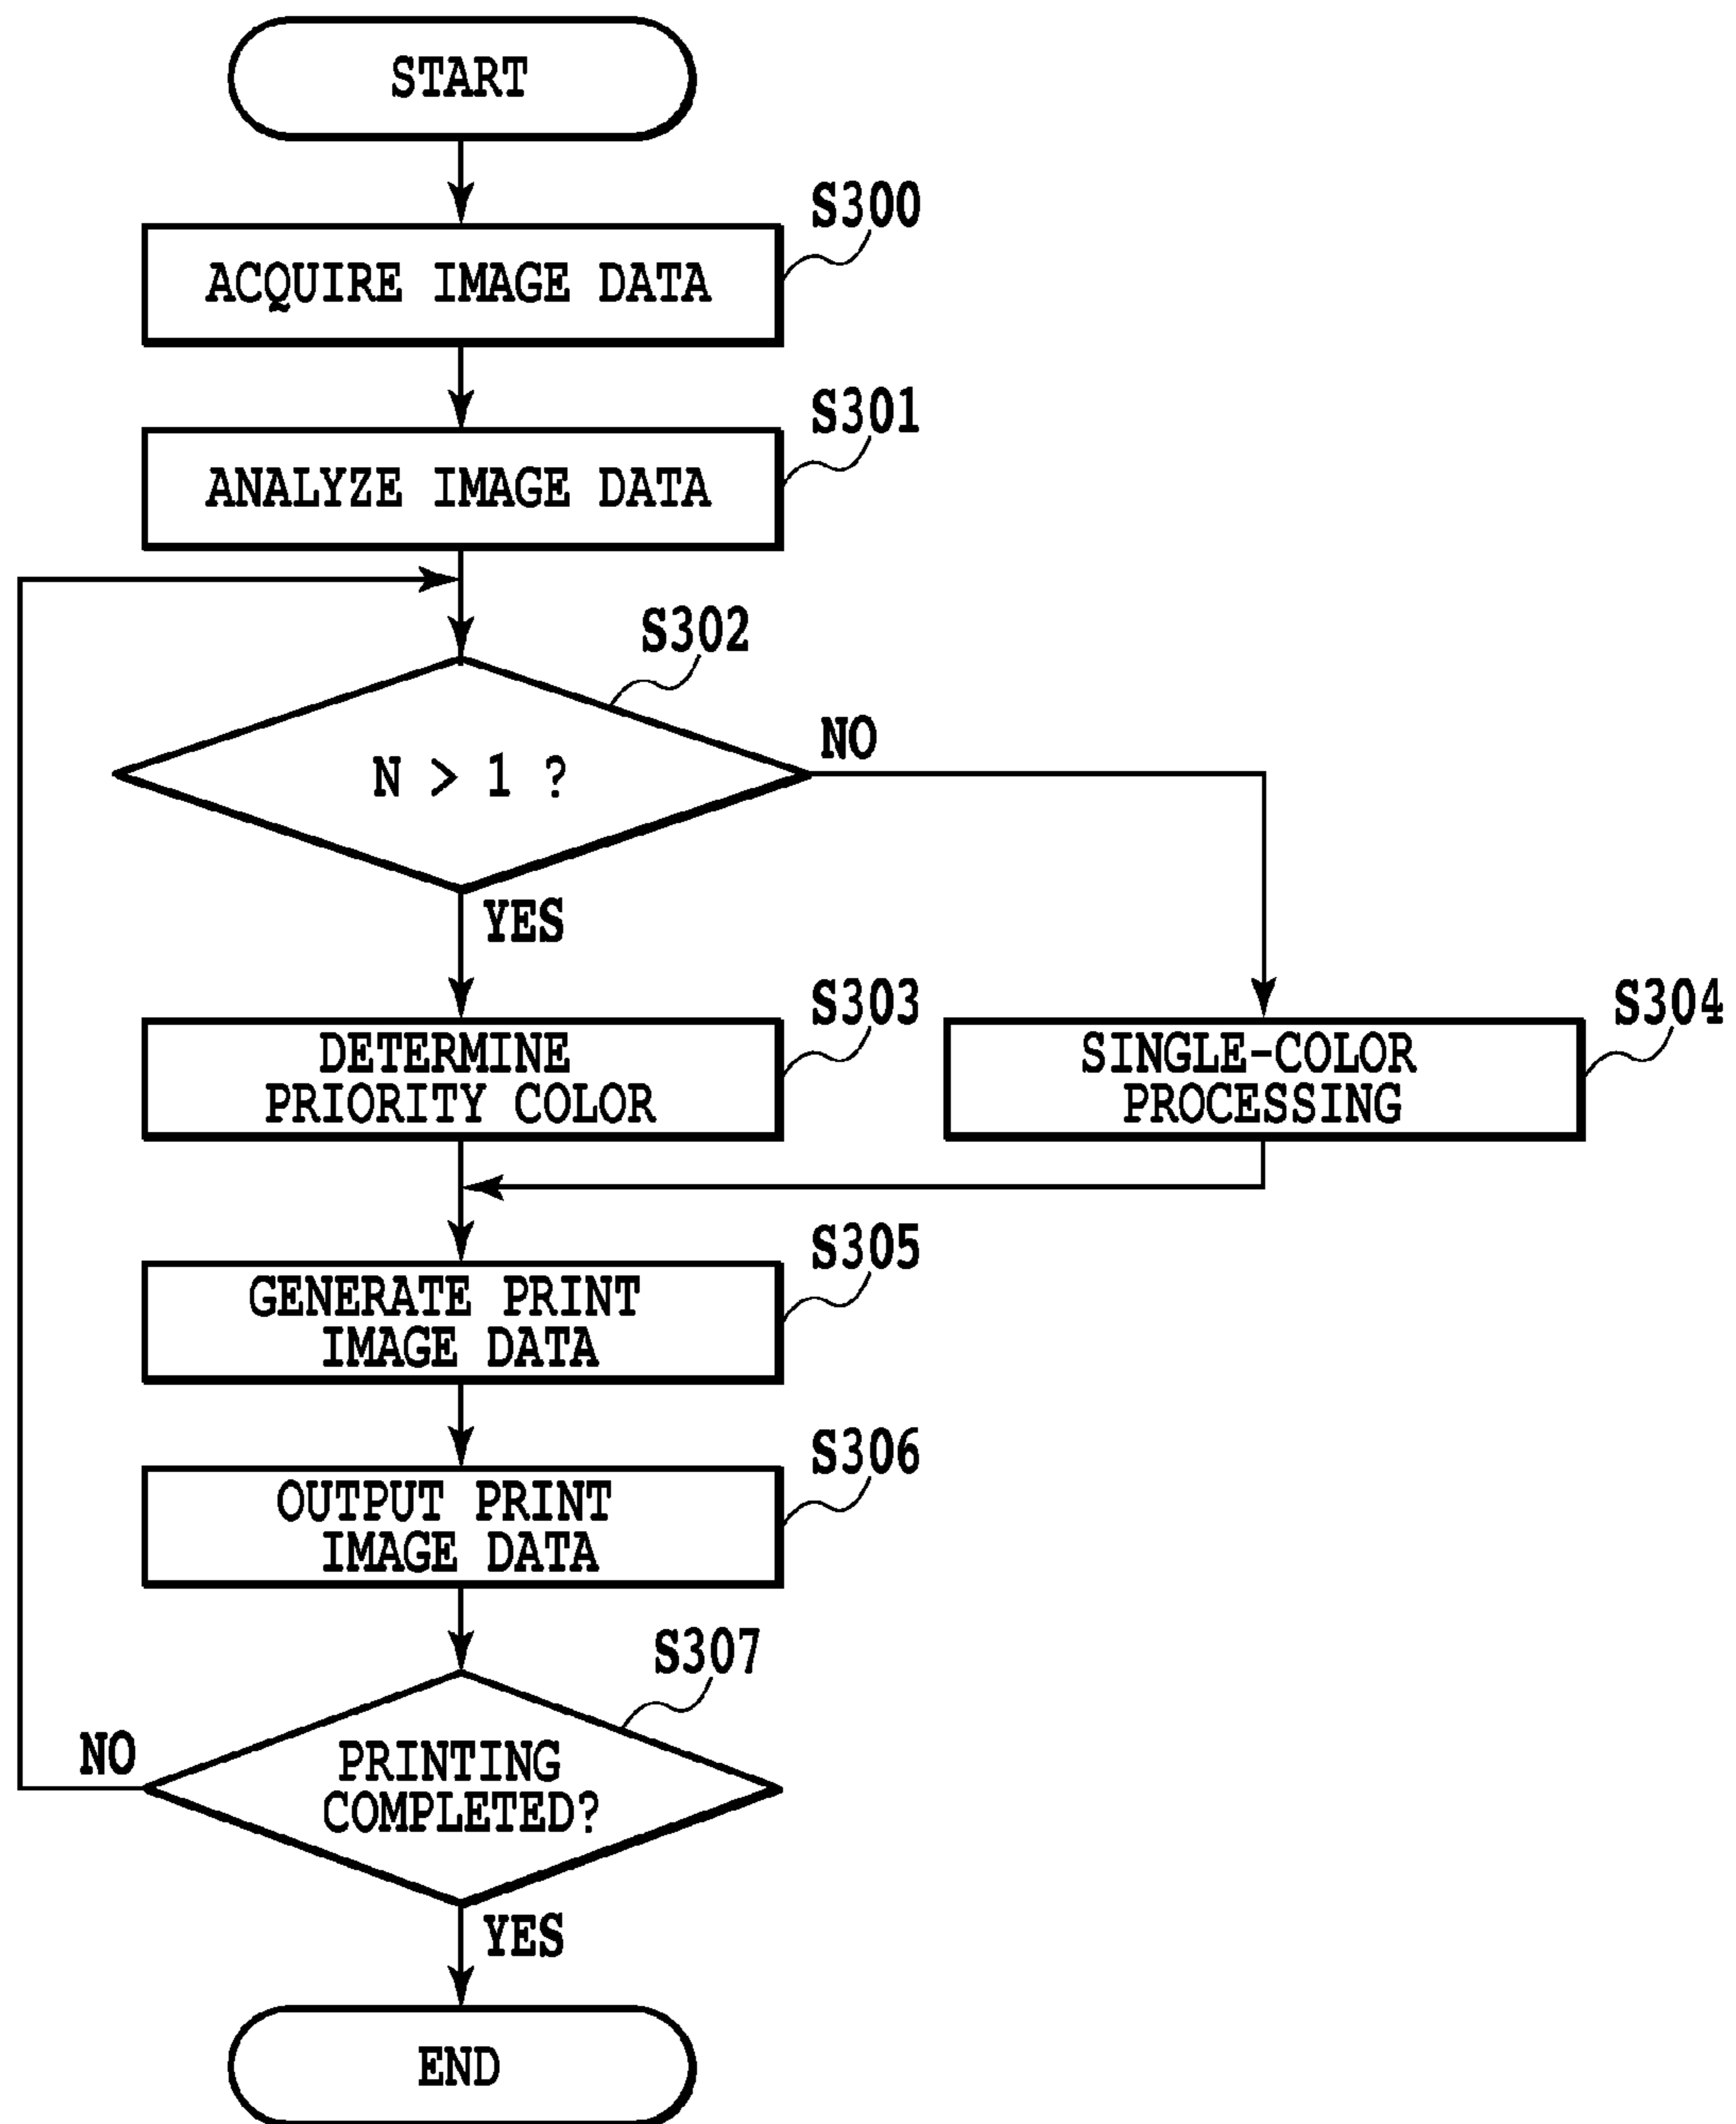 START
S300
ACQUIRE IMAGE DATA
S301
ANALYZE IMAGE DATA
S302
N > 1 ?
NO
YES
S303
DETERMINE
PRIORITY COLOR
S304
SINGLE-COLOR
PROCESSING
S305
GENERATE PRINT
IMAGE DATA
S306
OUTPUT PRINT
IMAGE DATA
S307
PRINTING
COMPLETED?
NO
YES
END